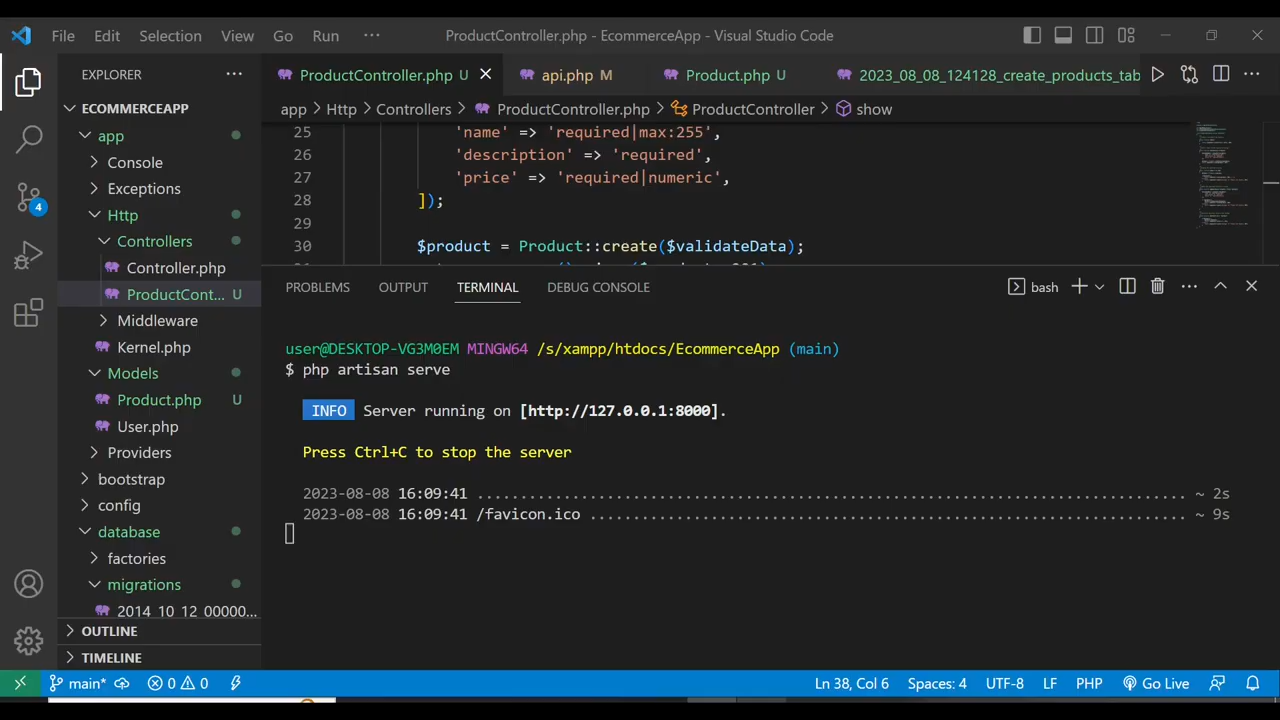 File Edit Selection View Go Run ··· ProductController.php - EcommerceApp - Visual Studio Code
EXPLORER ···
ProductController.php U
api.php M
Product.php U
2023_08_08_124128_create_products_tab
ECOMMERCEAPP
app
Console
Exceptions
Http
Controllers
Controller.php
ProductCont... U
Middleware
Kernel.php
Models
Product.php U
User.php
Providers
bootstrap
config
database
factories
migrations
2014_10_12_00000...
OUTLINE
TIMELINE
4
app > Http > Controllers > ProductController.php > ProductController > show
25 'name' => 'required|max:255',
26 'description' => 'required',
27 'price' => 'required|numeric',
28 ]);
29
30 $product = Product::create($validateData);
PROBLEMS OUTPUT TERMINAL DEBUG CONSOLE
bash
user@DESKTOP-VG3M0EM MINGW64 /s/xampp/htdocs/EcommerceApp (main)
$ php artisan serve
INFO Server running on [http://127.0.0.1:8000].
Press Ctrl+C to stop the server
2023-08-08 16:09:41 ................................................................................... ~ 2s
2023-08-08 16:09:41 /favicon.ico ...................................................................... ~ 9s
main* 0 0 Ln 38, Col 6 Spaces: 4 UTF-8 LF PHP Go Live